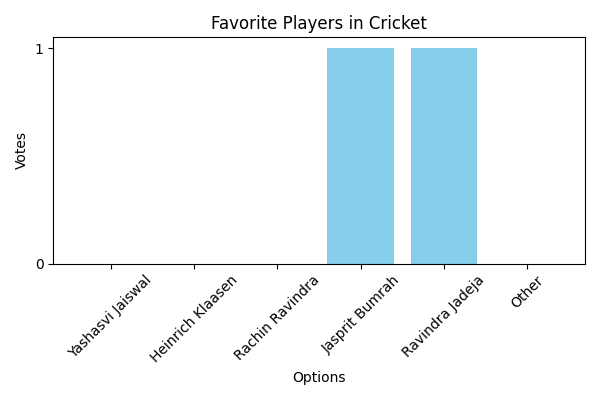 Favorite Players in Cricket
Votes
1
0
Yashasvi Jaiswal
Heinrich Klaasen
Rachin Ravindra
Jasprit Bumrah
Ravindra Jadeja
Other
Options